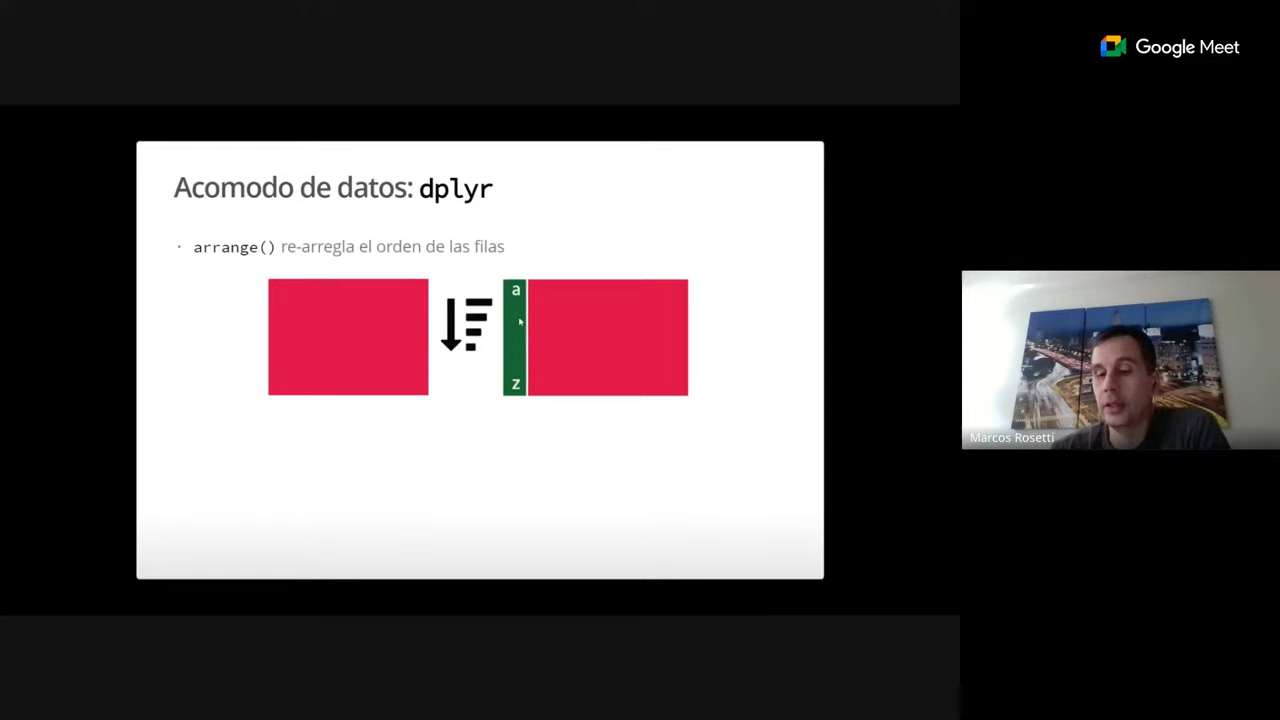 Google Meet
Acomodo de datos: dplyr
· arrange() re-arregla el orden de las filas
a
z
Marcos Rosetti